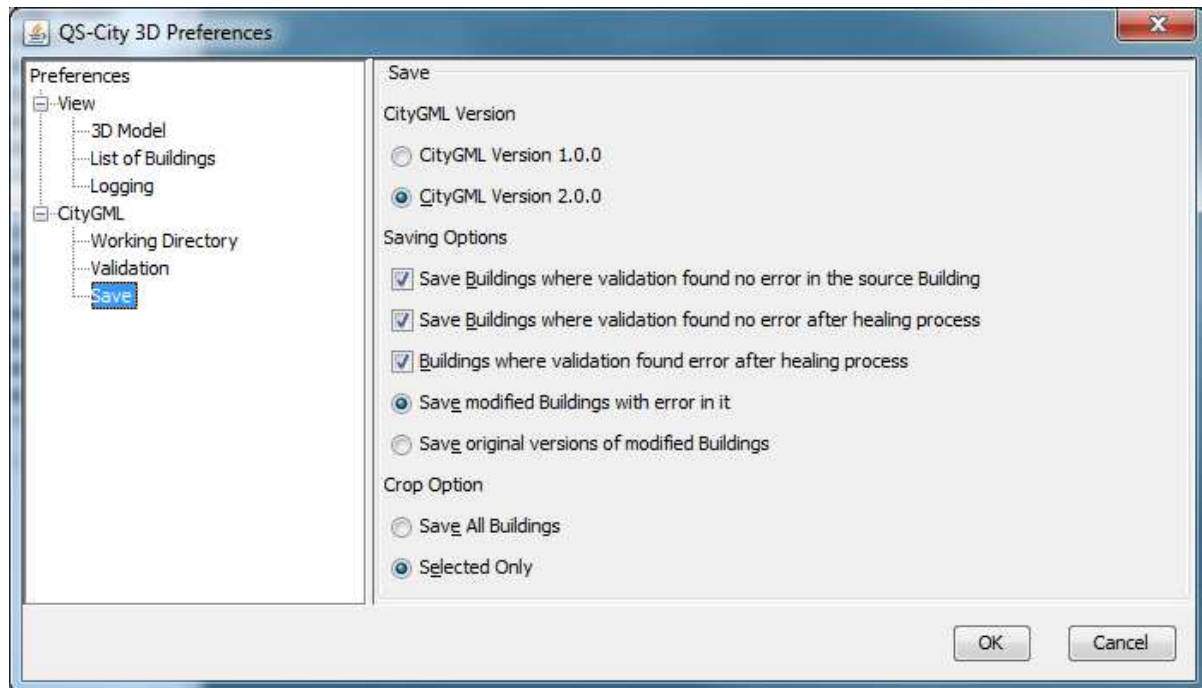 QS-City 3D Preferences
Preferences
View
3D Model
List of Buildings
Logging
CityGML
Working Directory
Validation
Save
Save
CityGML Version
CityGML Version 1.0.0
CityGML Version 2.0.0
Saving Options
Save Buildings where validation found no error in the source Building
Save Buildings where validation found no error after healing process
Buildings where validation found error after healing process
Save modified Buildings with error in it
Save original versions of modified Buildings
Crop Option
Save All Buildings
Selected Only
OK
Cancel